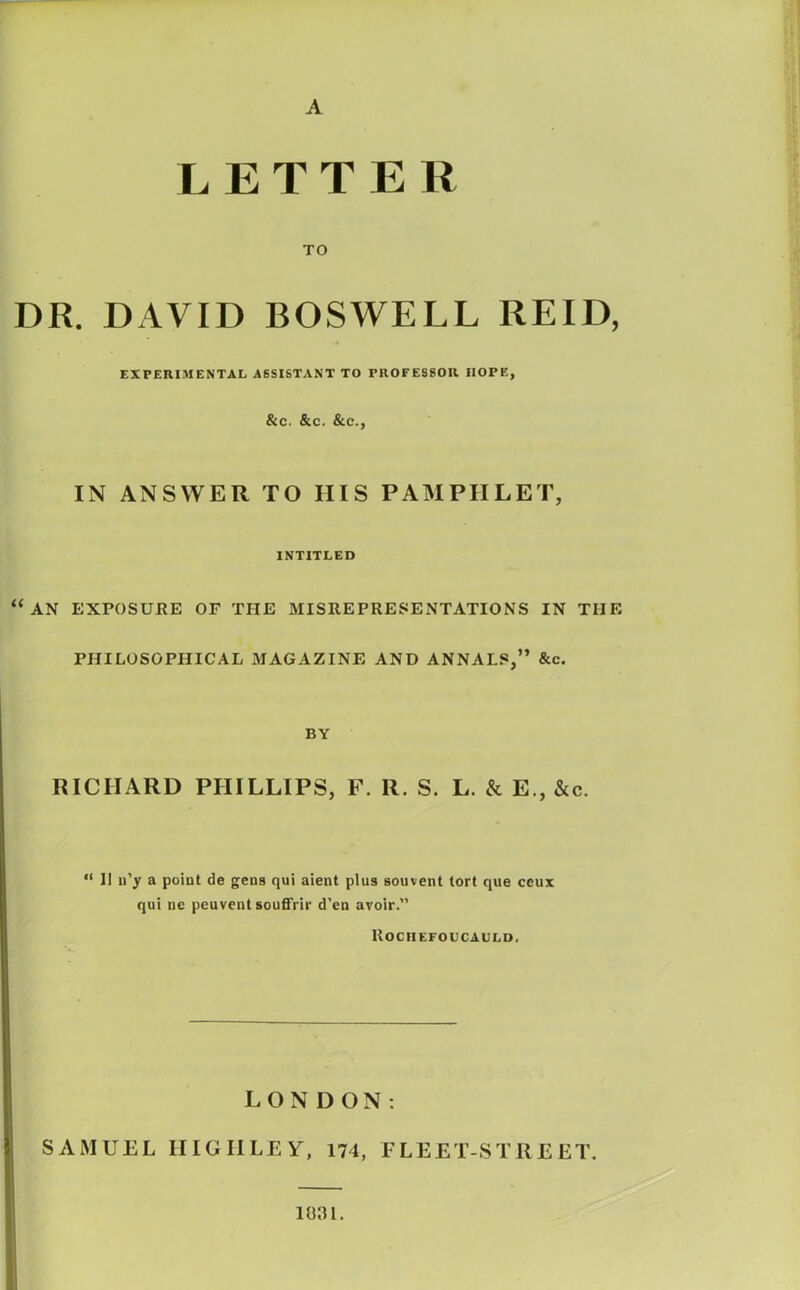 A
LETTER
TO
DR. DAVID BOSWELL REID,
EXPERIMENTAL ASSISTANT TO PROFESSOR HOPE,
&c. &c. &c.,
IN ANSWER TO HIS PAMPHLET,
INTITLED
“AN EXPOSURE OF THE MISREPRESENTATIONS IN THE
PHILOSOPHICAL MAGAZINE AND ANNALS,” &c.
BY
RICHARD PHILLIPS, F. R. S. L. & E., &c.
“ Il n’y a point de gens qui aient plus souvent tort que ceux
qui ne peuvent souffrir d’en avoir.”
ROCHEFOUCAULD.
LONDON:
SAMUEL HIGHLEY, 174, FLEET-STREET.
1831.